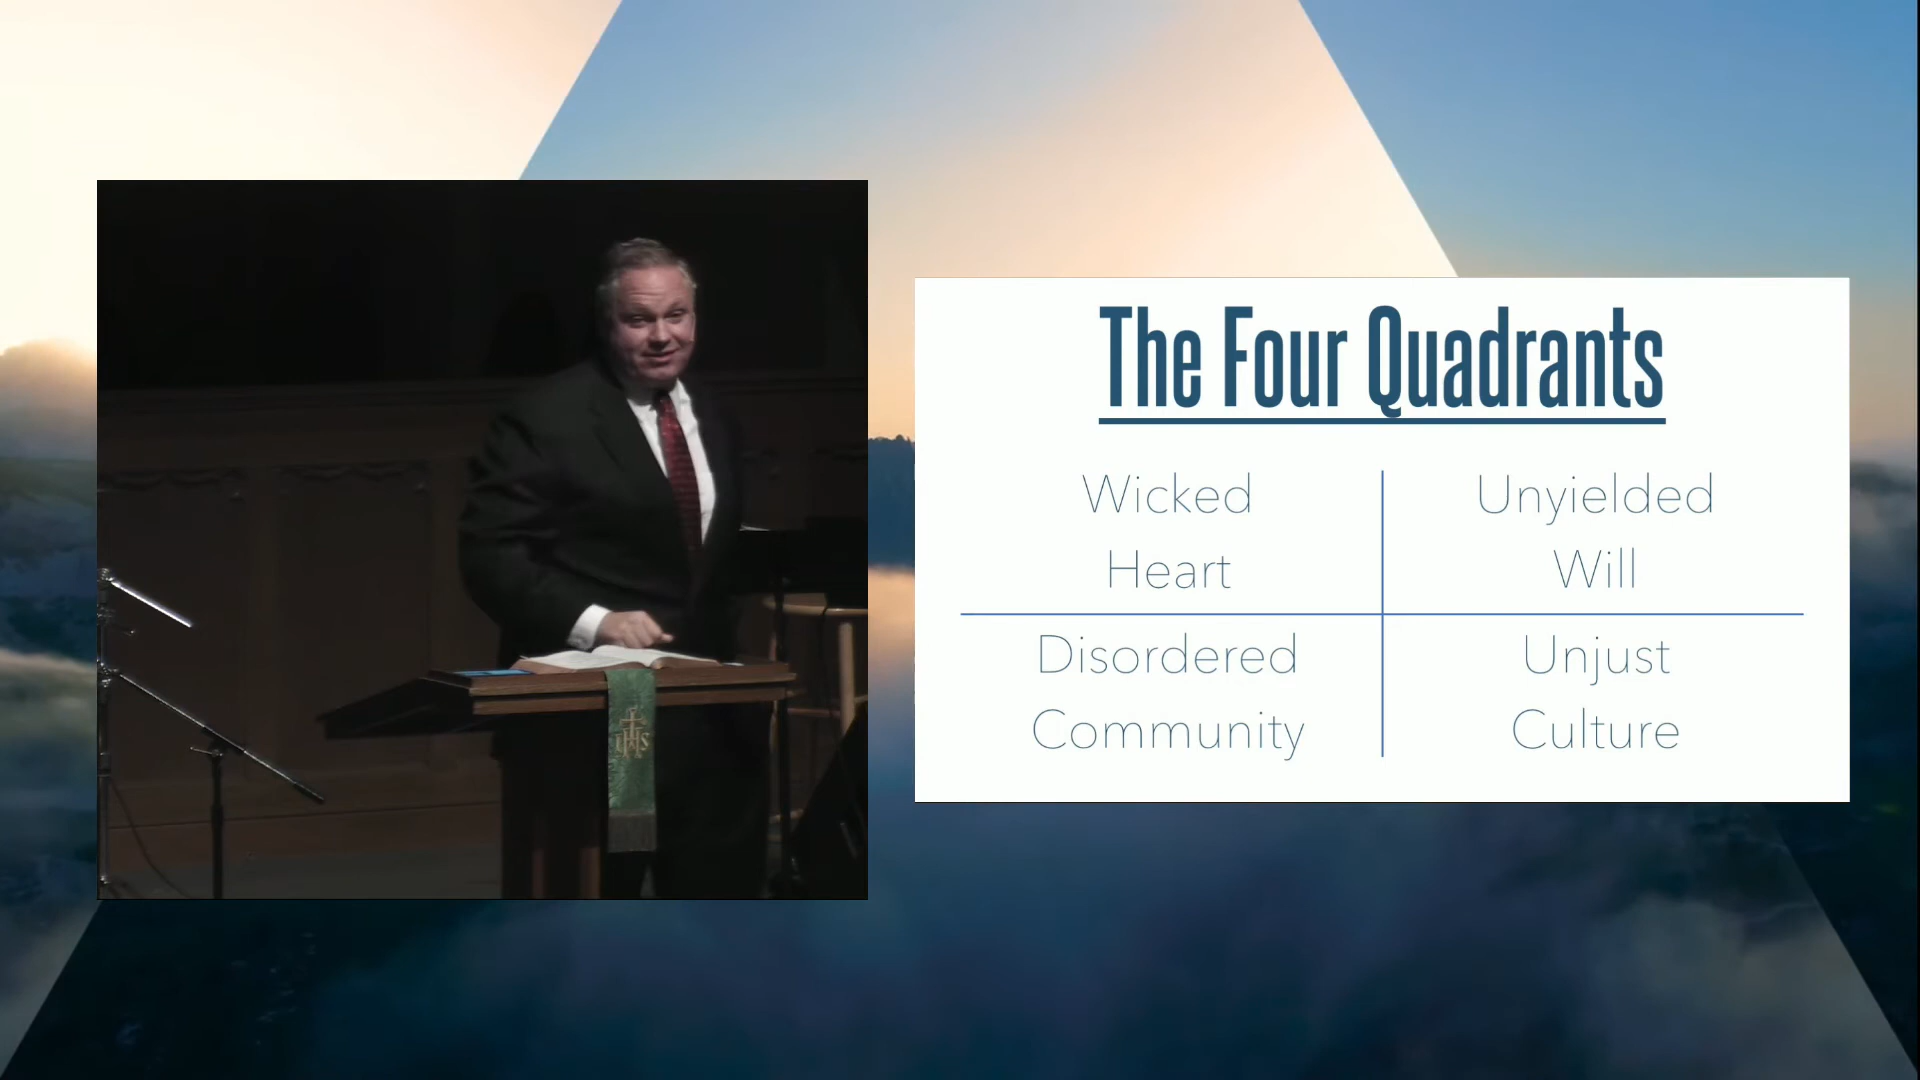 The Four Quadrants
Wicked
Heart
Unyielded
Will
Disordered
Community
Unjust
Culture
IHS